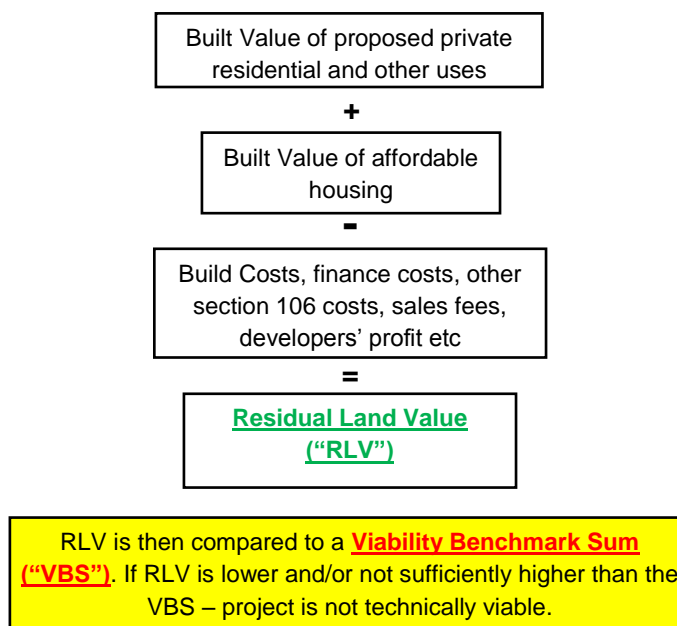 Built Value of proposed private
residential and other uses
+
Built Value of affordable
housing
-
Build Costs, finance costs, other
section 106 costs, sales fees,
developers’ profit etc
=
Residual Land Value
(“RLV”)
RLV is then compared to a Viability Benchmark Sum
(“VBS”). If RLV is lower and/or not sufficiently higher than the
VBS – project is not technically viable.